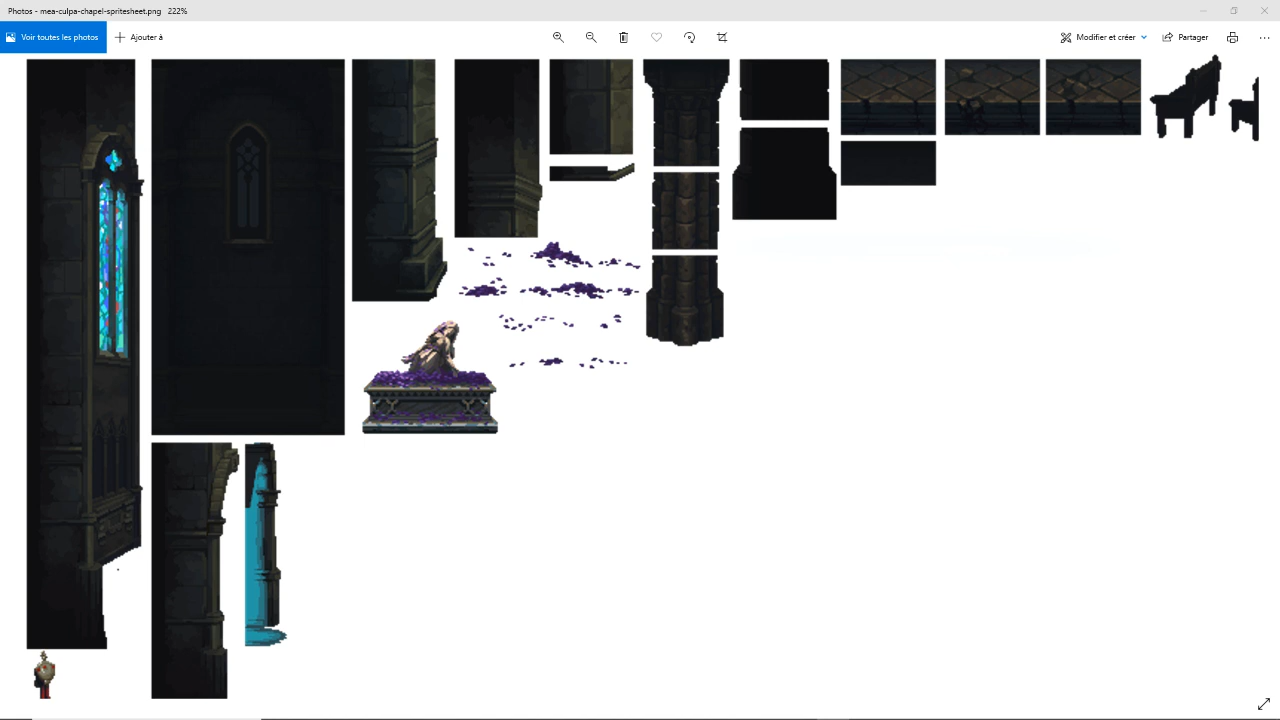 Photos - mea-culpa-chapel-spritesheet.png   222%
Voir toutes les photos
Ajouter à
Modifier et créer
Partager